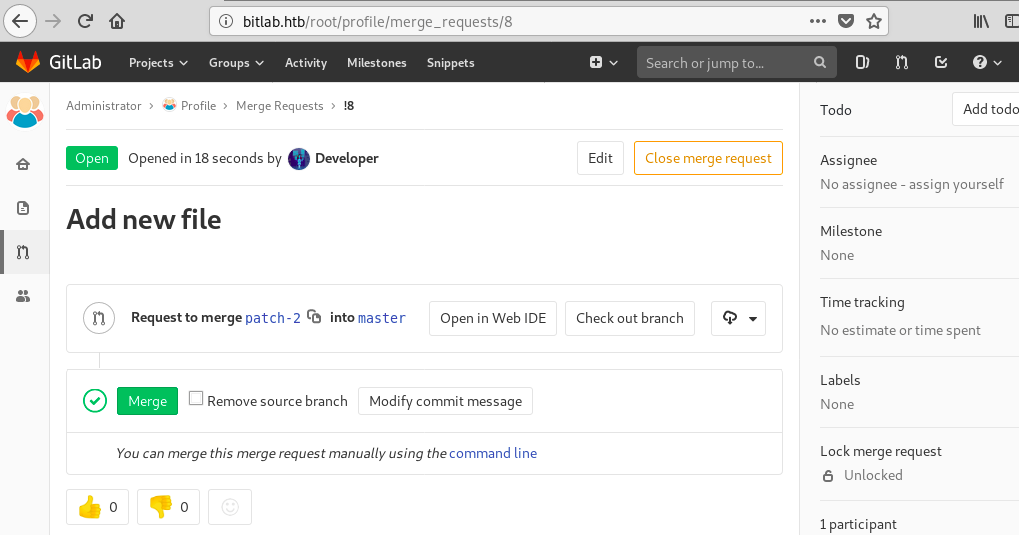 bitlab.htb/root/profile/merge_requests/8
GitLab Projects Groups Activity Milestones Snippets Search or jump to...
Administrator > Profile > Merge Requests > !8
Open Opened in 18 seconds by Developer Edit Close merge request
Add new file
Request to merge patch-2 into master Open in Web IDE Check out branch
Merge Remove source branch Modify commit message
You can merge this merge request manually using the command line
0 0
Todo Add todo
Assignee
No assignee - assign yourself
Milestone
None
Time tracking
No estimate or time spent
Labels
None
Lock merge request
Unlocked
1 participant